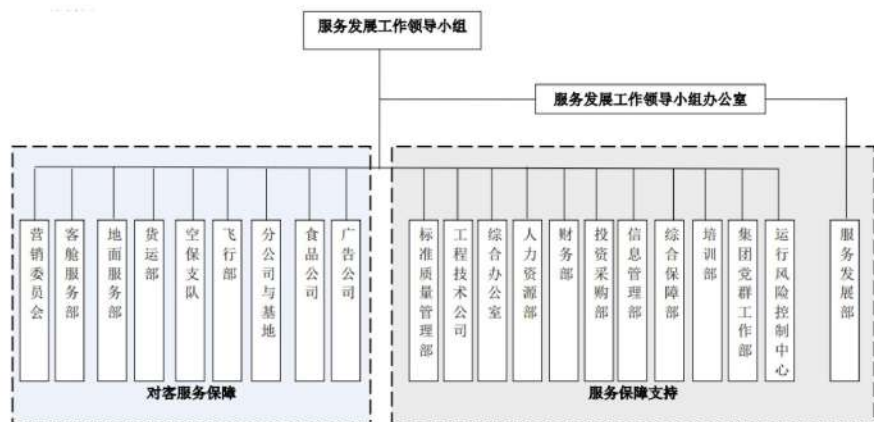 服务发展工作领导小组
服务发展工作领导小组办公室
营销委员会
客舱服务部
地面服务部
货运部
空保支队
飞行部
分公司与基地
食品公司
广告公司
标准质量管理部
工程技术公司
综合办公室
人力资源部
财务部
投资采购部
信息管理部
综合保障部
培训部
集团党群工作部
运行风险控制中心
服务发展部
对客服务保障
服务保障支持